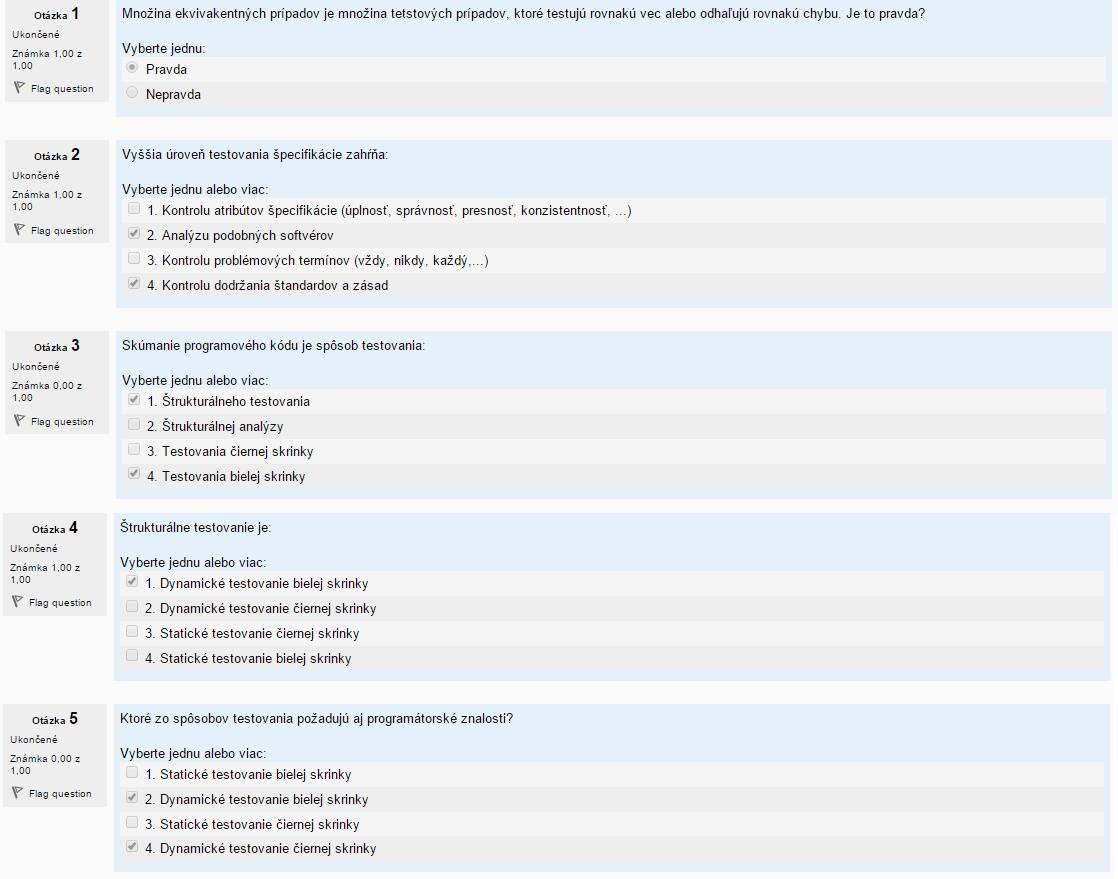 Otázka 1
Ukončené
Známka 1,00 z
1,00
Flag question
Množina ekvivakentných prípadov je množina tetstových prípadov, ktoré testujú rovnakú vec alebo odhaľujú rovnakú chybu. Je to pravda?
Vyberte jednu:
Pravda
Nepravda
Otázka 2
Ukončené
Známka 1,00 z
1,00
Flag question
Vyššia úroveň testovania špecifikácie zahŕňa:
Vyberte jednu alebo viac:
1. Kontrolu atribútov špecifikácie (úplnosť, správnosť, presnosť, konzistentnosť, ...)
2. Analýzu podobných softvérov
3. Kontrolu problémových termínov (vždy, nikdy, každý,...)
4. Kontrolu dodržania štandardov a zásad
Otázka 3
Ukončené
Známka 0,00 z
1,00
Flag question
Skúmanie programového kódu je spôsob testovania:
Vyberte jednu alebo viac:
1. Štrukturálneho testovania
2. Štrukturálnej analýzy
3. Testovania čiernej skrinky
4. Testovania bielej skrinky
Otázka 4
Ukončené
Známka 1,00 z
1,00
Flag question
Štrukturálne testovanie je:
Vyberte jednu alebo viac:
1. Dynamické testovanie bielej skrinky
2. Dynamické testovanie čiernej skrinky
3. Statické testovanie čiernej skrinky
4. Statické testovanie bielej skrinky
Otázka 5
Ukončené
Známka 0,00 z
1,00
Flag question
Ktoré zo spôsobov testovania požadujú aj programátorské znalosti?
Vyberte jednu alebo viac:
1. Statické testovanie bielej skrinky
2. Dynamické testovanie bielej skrinky
3. Statické testovanie čiernej skrinky
4. Dynamické testovanie čiernej skrinky